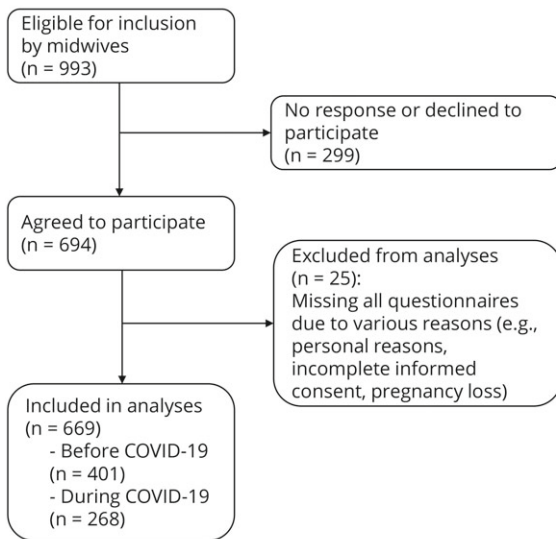 Eligible for inclusion
by midwives
(n = 993)
No response or declined to
participate
(n = 299)
Agreed to participate
(n = 694)
Excluded from analyses
(n = 25):
Missing all questionnaires
due to various reasons (e.g.,
personal reasons,
incomplete informed
consent, pregnancy loss)
Included in analyses
(n = 669)
- Before COVID-19
(n = 401)
- During COVID-19
(n = 268)